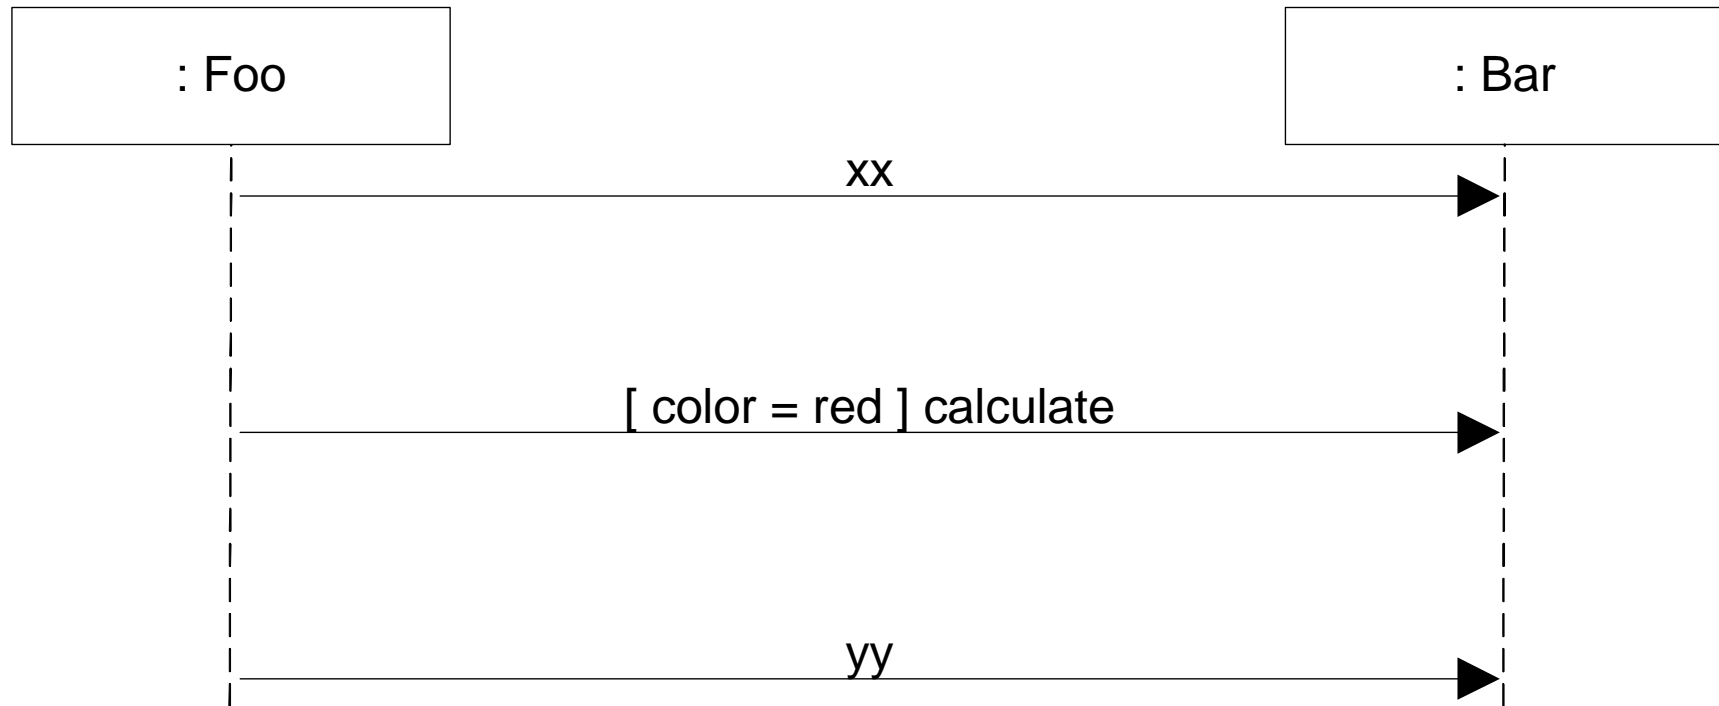 : Foo
: Bar
xx
[ color = red ] calculate
yy